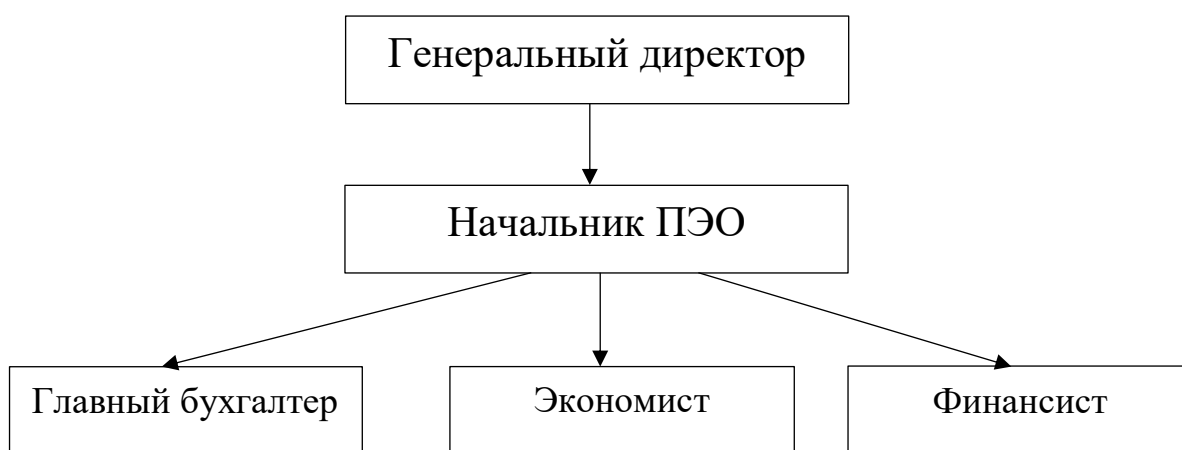 Генеральный директор
Начальник ПЭО
Главный бухгалтер
Экономист
Финансист